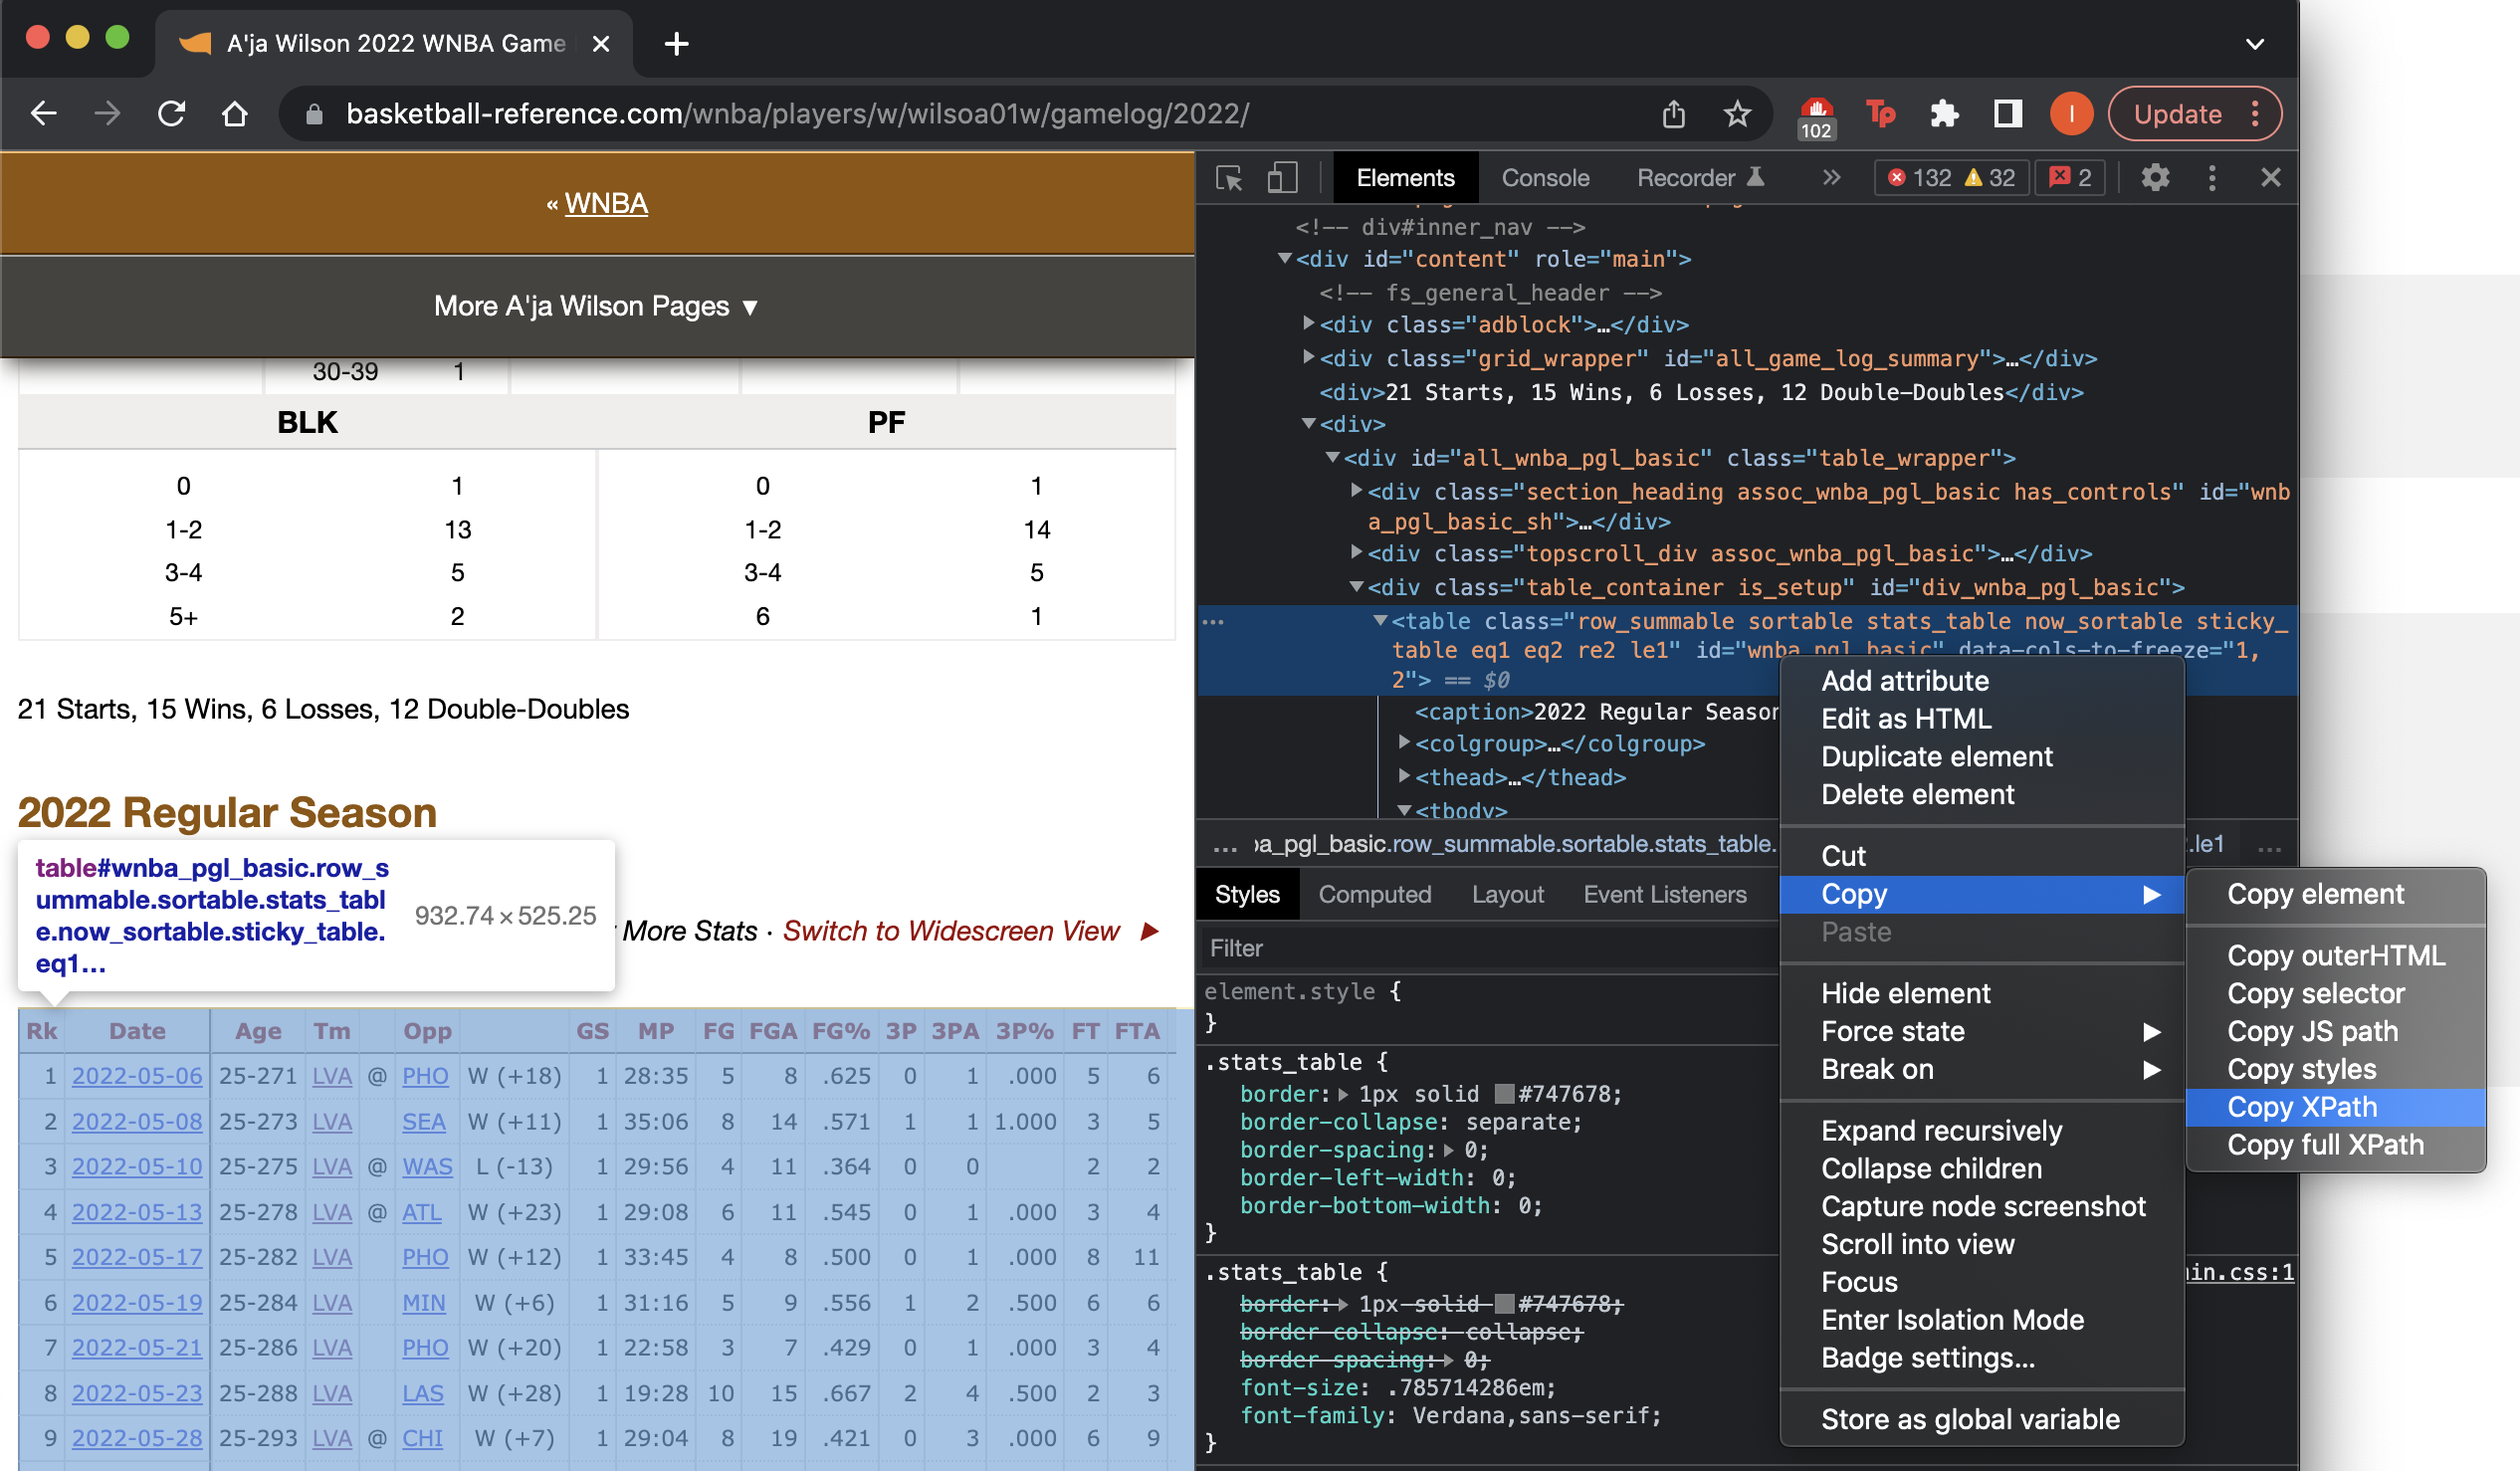 A'ja Wilson 2022 WNBA Game
basketball-reference.com/wnba/players/w/wilsoa01w/gamelog/2022/
102
Tp
I
Update
« WNBA
More A'ja Wilson Pages ▼
30-39 1
BLK PF
0 1 0 1
1-2 13 1-2 14
3-4 5 3-4 5
5+ 2 6 1
21 Starts, 15 Wins, 6 Losses, 12 Double-Doubles
2022 Regular Season
table#wnba_pgl_basic.row_s
ummable.sortable.stats_tabl
e.now_sortable.sticky_table.
eq1...
932.74 × 525.25
More Stats · Switch to Widescreen View ▶
Rk Date Age Tm Opp GS MP FG FGA FG% 3P 3PA 3P% FT FTA
1 2022-05-06 25-271 LVA @ PHO W (+18) 1 28:35 5 8 .625 0 1 .000 5 6
2 2022-05-08 25-273 LVA SEA W (+11) 1 35:06 8 14 .571 1 1 1.000 3 5
3 2022-05-10 25-275 LVA @ WAS L (-13) 1 29:56 4 11 .364 0 0 2 2
4 2022-05-13 25-278 LVA @ ATL W (+23) 1 29:08 6 11 .545 0 1 .000 3 4
5 2022-05-17 25-282 LVA PHO W (+12) 1 33:45 4 8 .500 0 1 .000 8 11
6 2022-05-19 25-284 LVA MIN W (+6) 1 31:16 5 9 .556 1 2 .500 6 6
7 2022-05-21 25-286 LVA PHO W (+20) 1 22:58 3 7 .429 0 1 .000 3 4
8 2022-05-23 25-288 LVA LAS W (+28) 1 19:28 10 15 .667 2 4 .500 2 3
9 2022-05-28 25-293 LVA @ CHI W (+7) 1 29:04 8 19 .421 0 3 .000 6 9
Elements Console Recorder » 132 32 2
<!-- div#inner_nav -->
▼<div id="content" role="main">
<!-- fs_general_header -->
▶<div class="adblock">…</div>
▶<div class="grid_wrapper" id="all_game_log_summary">…</div>
<div>21 Starts, 15 Wins, 6 Losses, 12 Double-Doubles</div>
▼<div>
▼<div id="all_wnba_pgl_basic" class="table_wrapper">
▶<div class="section_heading assoc_wnba_pgl_basic has_controls" id="wnb
a_pgl_basic_sh">…</div>
▶<div class="topscroll_div assoc_wnba_pgl_basic">…</div>
▼<div class="table_container is_setup" id="div_wnba_pgl_basic">
… ▼<table class="row_summable sortable stats_table now_sortable sticky_
table eq1 eq2 re2 le1" id="wnba_pgl_basic" data-cols-to-freeze="1,
2"> == $0
<caption>2022 Regular Season
▶<colgroup>…</colgroup>
▶<thead>…</thead>
▼<tbody>
... ba_pgl_basic.row_summable.sortable.stats_table. .le1 ...
Styles Computed Layout Event Listeners
Filter
element.style {
}
.stats_table {
border: ▶ 1px solid #747678;
border-collapse: separate;
border-spacing: ▶ 0;
border-left-width: 0;
border-bottom-width: 0;
}
.stats_table { in.css:1
border: ▶ 1px solid #747678;
border-collapse: collapse;
border-spacing: ▶ 0;
font-size: .785714286em;
font-family: Verdana,sans-serif;
}
Add attribute
Edit as HTML
Duplicate element
Delete element
Cut
Copy ▶
Paste
Hide element
Force state ▶
Break on ▶
Expand recursively
Collapse children
Capture node screenshot
Scroll into view
Focus
Enter Isolation Mode
Badge settings...
Store as global variable
Copy element
Copy outerHTML
Copy selector
Copy JS path
Copy styles
Copy XPath
Copy full XPath